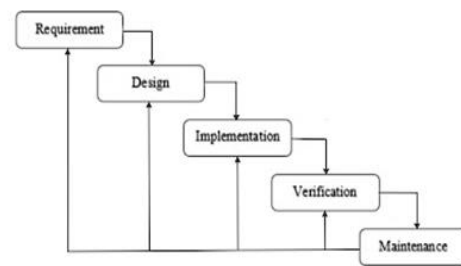 Requirement
Design
Implementation
Verification
Maintenance